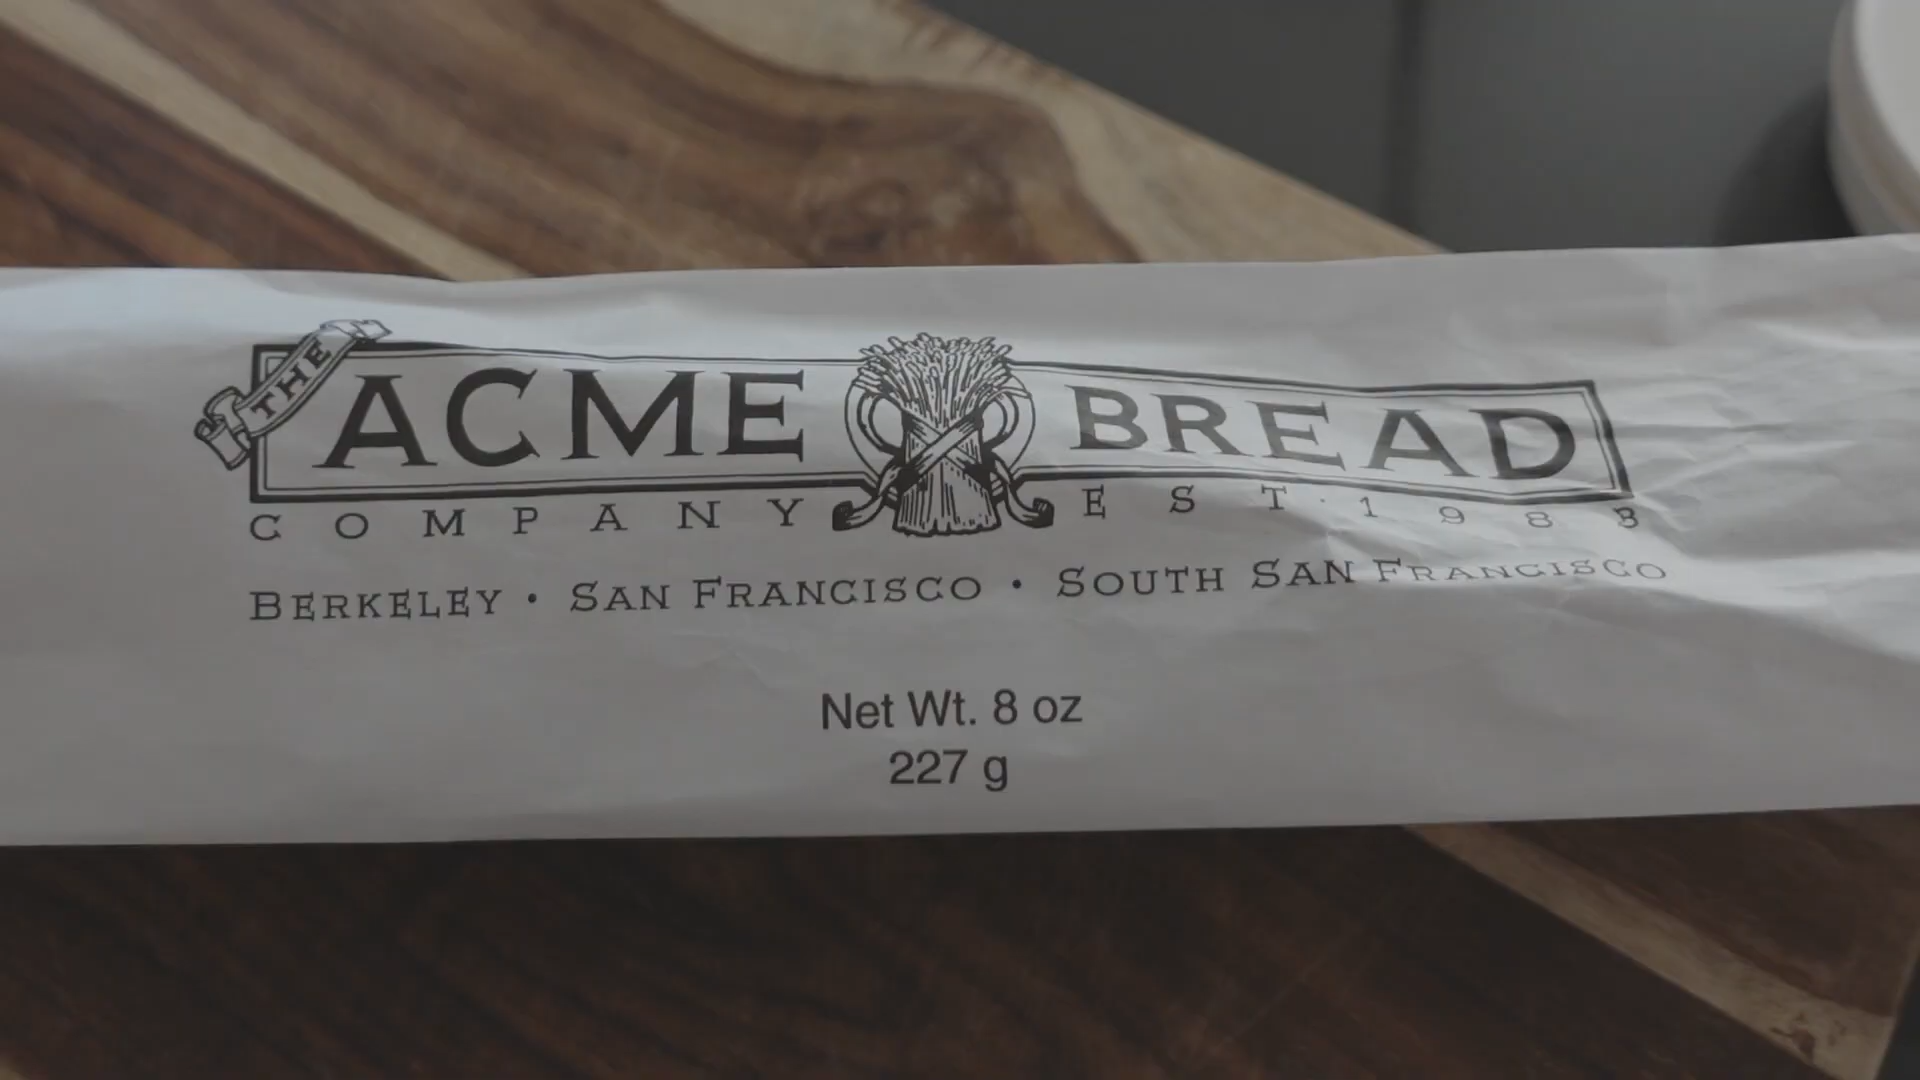 THE
ACME BREAD
COMPANY EST. 1983
BERKELEY • SAN FRANCISCO • SOUTH SAN FRANCISCO
Net Wt. 8 oz
227 g